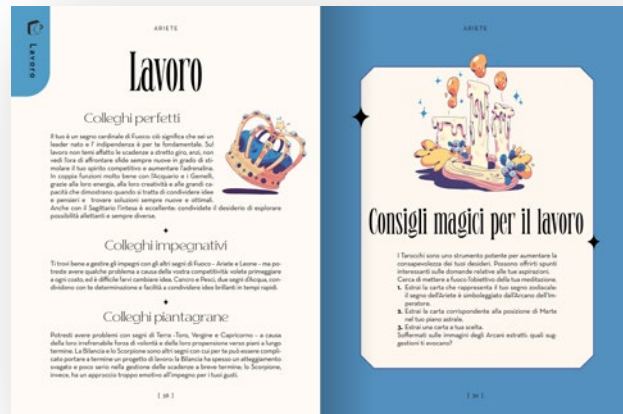 Lavoro
ARIETE
Lavoro
Colleghi perfetti
Il tuo è un segno cardinale di Fuoco: ciò significa che sei un
leader nato e l' indipendenza è per te fondamentale. Sul
lavoro non temi affatto le scadenze a stretto giro, anzi, non
vedi l'ora di affrontare sfide sempre nuove in grado di sti-
molare il tuo spirito competitivo e aumentare l'adrenalina.
In coppia funzioni molto bene con l'Acquario e i Gemelli,
grazie alla loro energia, alla loro creatività e alle grandi ca-
pacità che dimostrano quando si tratta di condividere idee
e pensieri e trovare soluzioni sempre nuove e ottimali.
Anche con il Sagittario l'intesa è eccellente: condividate il desiderio di esplorare
possibilità allettanti e sempre diverse.
Colleghi impegnativi
Ti trovi bene a gestire gli impegni con gli altri segni di Fuoco – Ariete e Leone – ma po-
treste avere qualche problema a causa della vostra competitività: volete primeggiare
a ogni costo, ed è difficile farvi cambiare idea. Cancro e Pesci, due segni d'Acqua, con-
dividono con te determinazione e facilità a condividere idee brillanti in tempi rapidi.
Colleghi piantagrane
Potresti avere problemi con segni di Terra -Toro, Vergine e Capricorno – a causa
della loro irrefrenabile forza di volontà e della loro propensione verso piani a lungo
termine. La Bilancia e lo Scorpione sono altri segni con cui per te può essere compli-
cato portare a termine un progetto di lavoro: la Bilancia ha spesso un atteggiamento
svagato e poco serio nella gestione delle scadenze a breve termine; lo Scorpione,
invece, ha un approccio troppo emotivo all'impegno per i tuoi gusti.
[ 38 ]
ARIETE
Consigli magici per il lavoro
I Tarocchi sono uno strumento potente per aumentare la
consapevolezza dei tuoi desideri. Possono offrirti spunti
interessanti sulle domande relative alle tue aspirazioni.
Cerca di mettere a fuoco l'obiettivo della tua meditazione.
1. Estrai la carta che rappresenta il tuo segno zodiacale:
il segno dell'Ariete è simboleggiato dall'Arcano dell'Im-
peratore.
2. Estrai la carta corrispondente alla posizione di Marte
nel tuo piano astrale.
3. Estrai una carta a tua scelta.
Soffermati sulle immagini degli Arcani estratti: quali sug-
gestioni ti evocano?